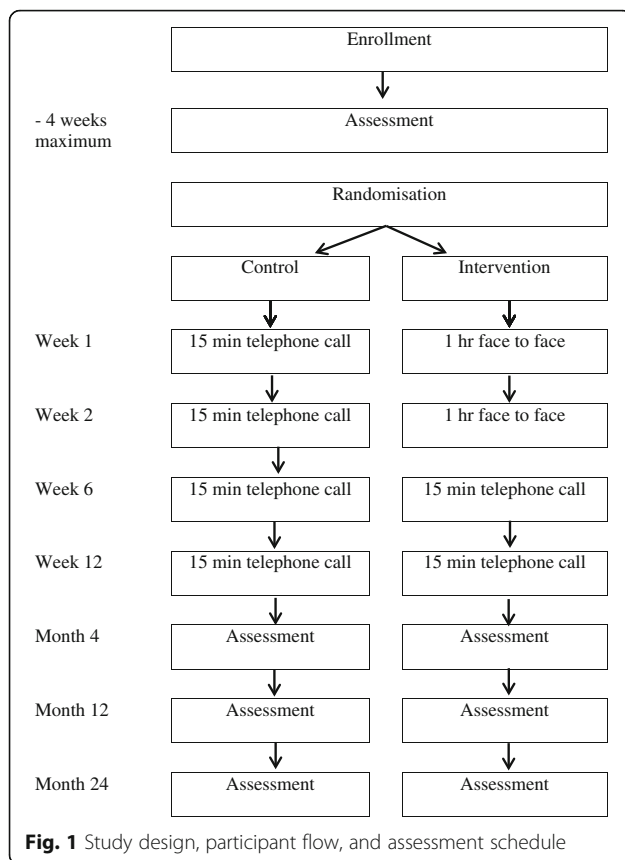 Enrollment
- 4 weeks
maximum
Assessment
Randomisation
Control Intervention
Week 1 15 min telephone call 1 hr face to face
Week 2 15 min telephone call 1 hr face to face
Week 6 15 min telephone call 15 min telephone call
Week 12 15 min telephone call 15 min telephone call
Month 4 Assessment Assessment
Month 12 Assessment Assessment
Month 24 Assessment Assessment
Fig. 1 Study design, participant flow, and assessment schedule